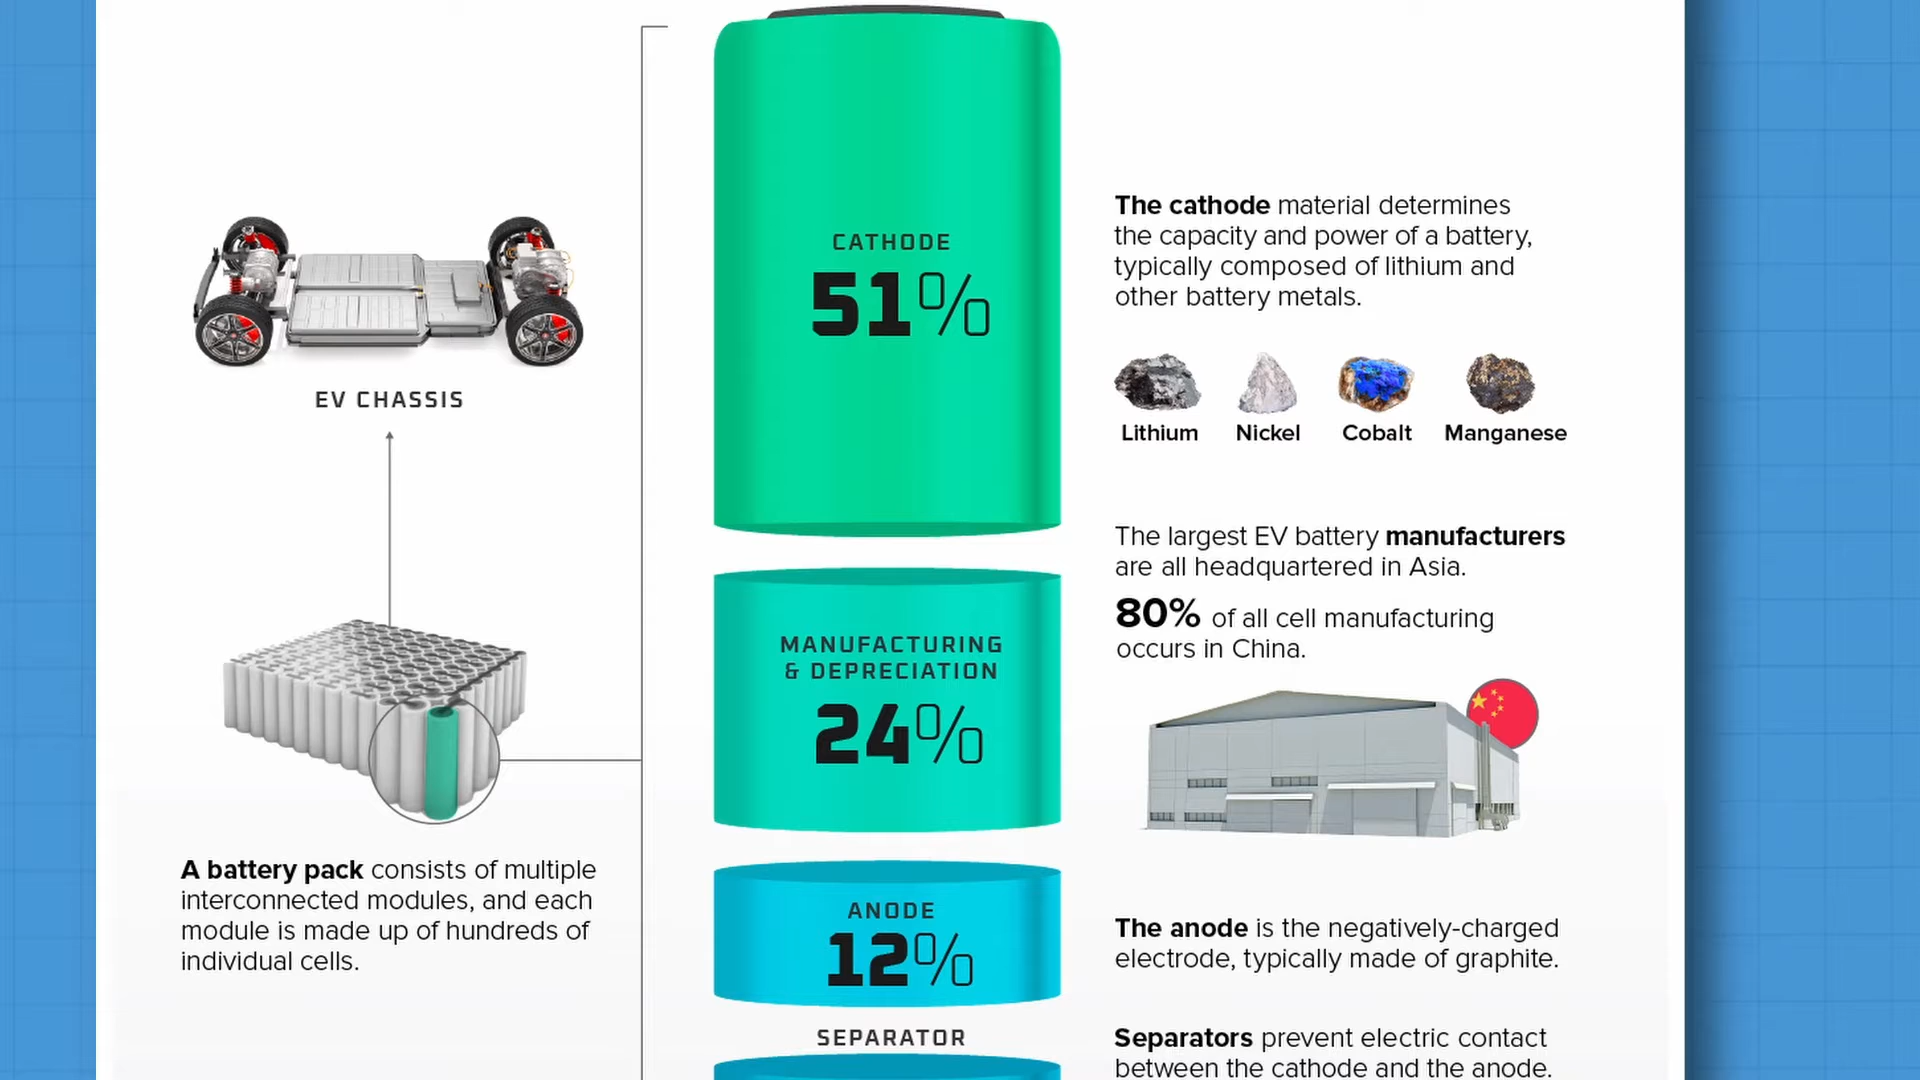 CATHODE
51%
The cathode material determines
the capacity and power of a battery,
typically composed of lithium and
other battery metals.
Lithium Nickel Cobalt Manganese
EV CHASSIS
The largest EV battery manufacturers
are all headquartered in Asia.
80% of all cell manufacturing
occurs in China.
MANUFACTURING
& DEPRECIATION
24%
A battery pack consists of multiple
interconnected modules, and each
module is made up of hundreds of
individual cells.
ANODE
12%
The anode is the negatively-charged
electrode, typically made of graphite.
SEPARATOR
Separators prevent electric contact
between the cathode and the anode.